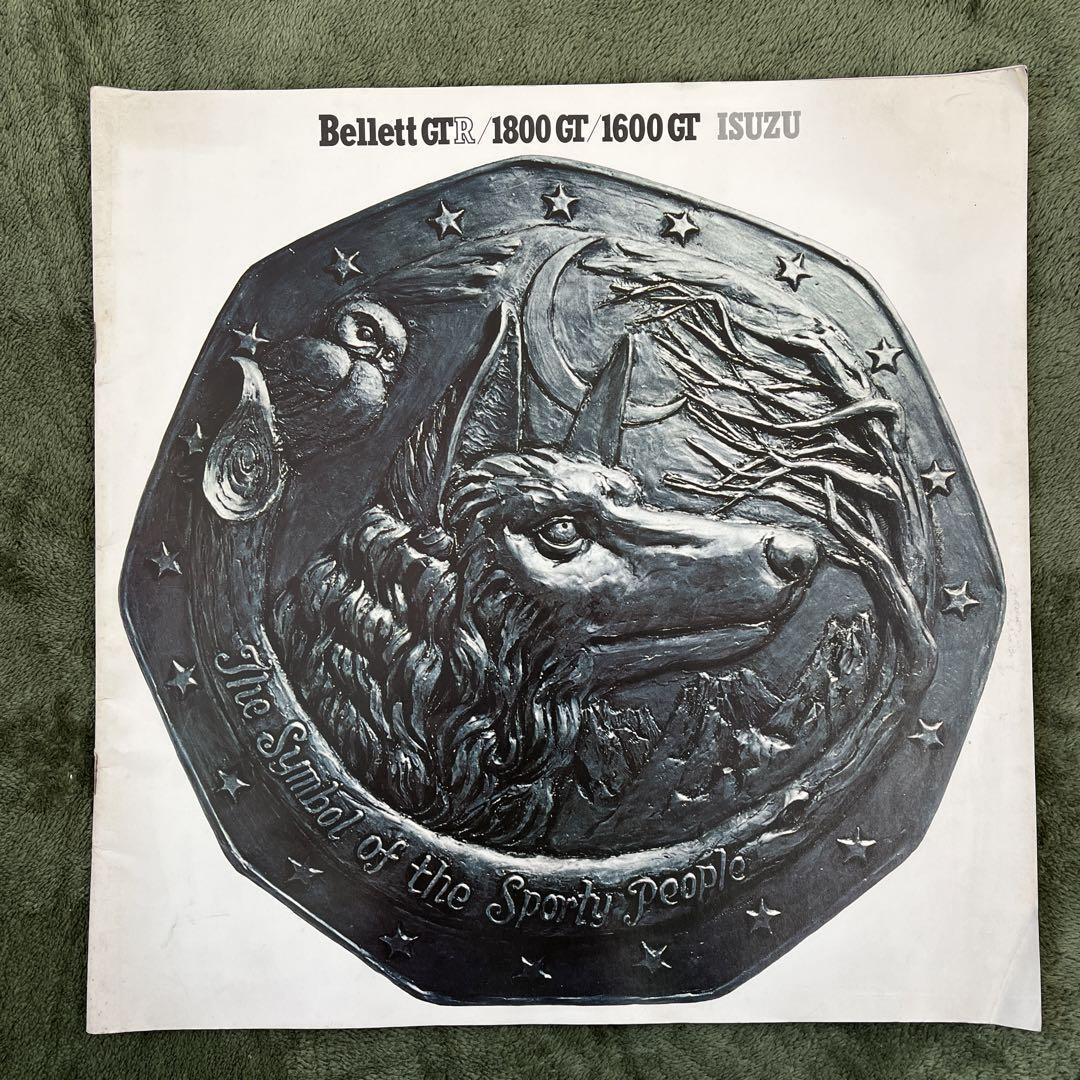 Bellett GTR/1800 GT/1600 GT ISUZU
The Symbol of the Sporty People